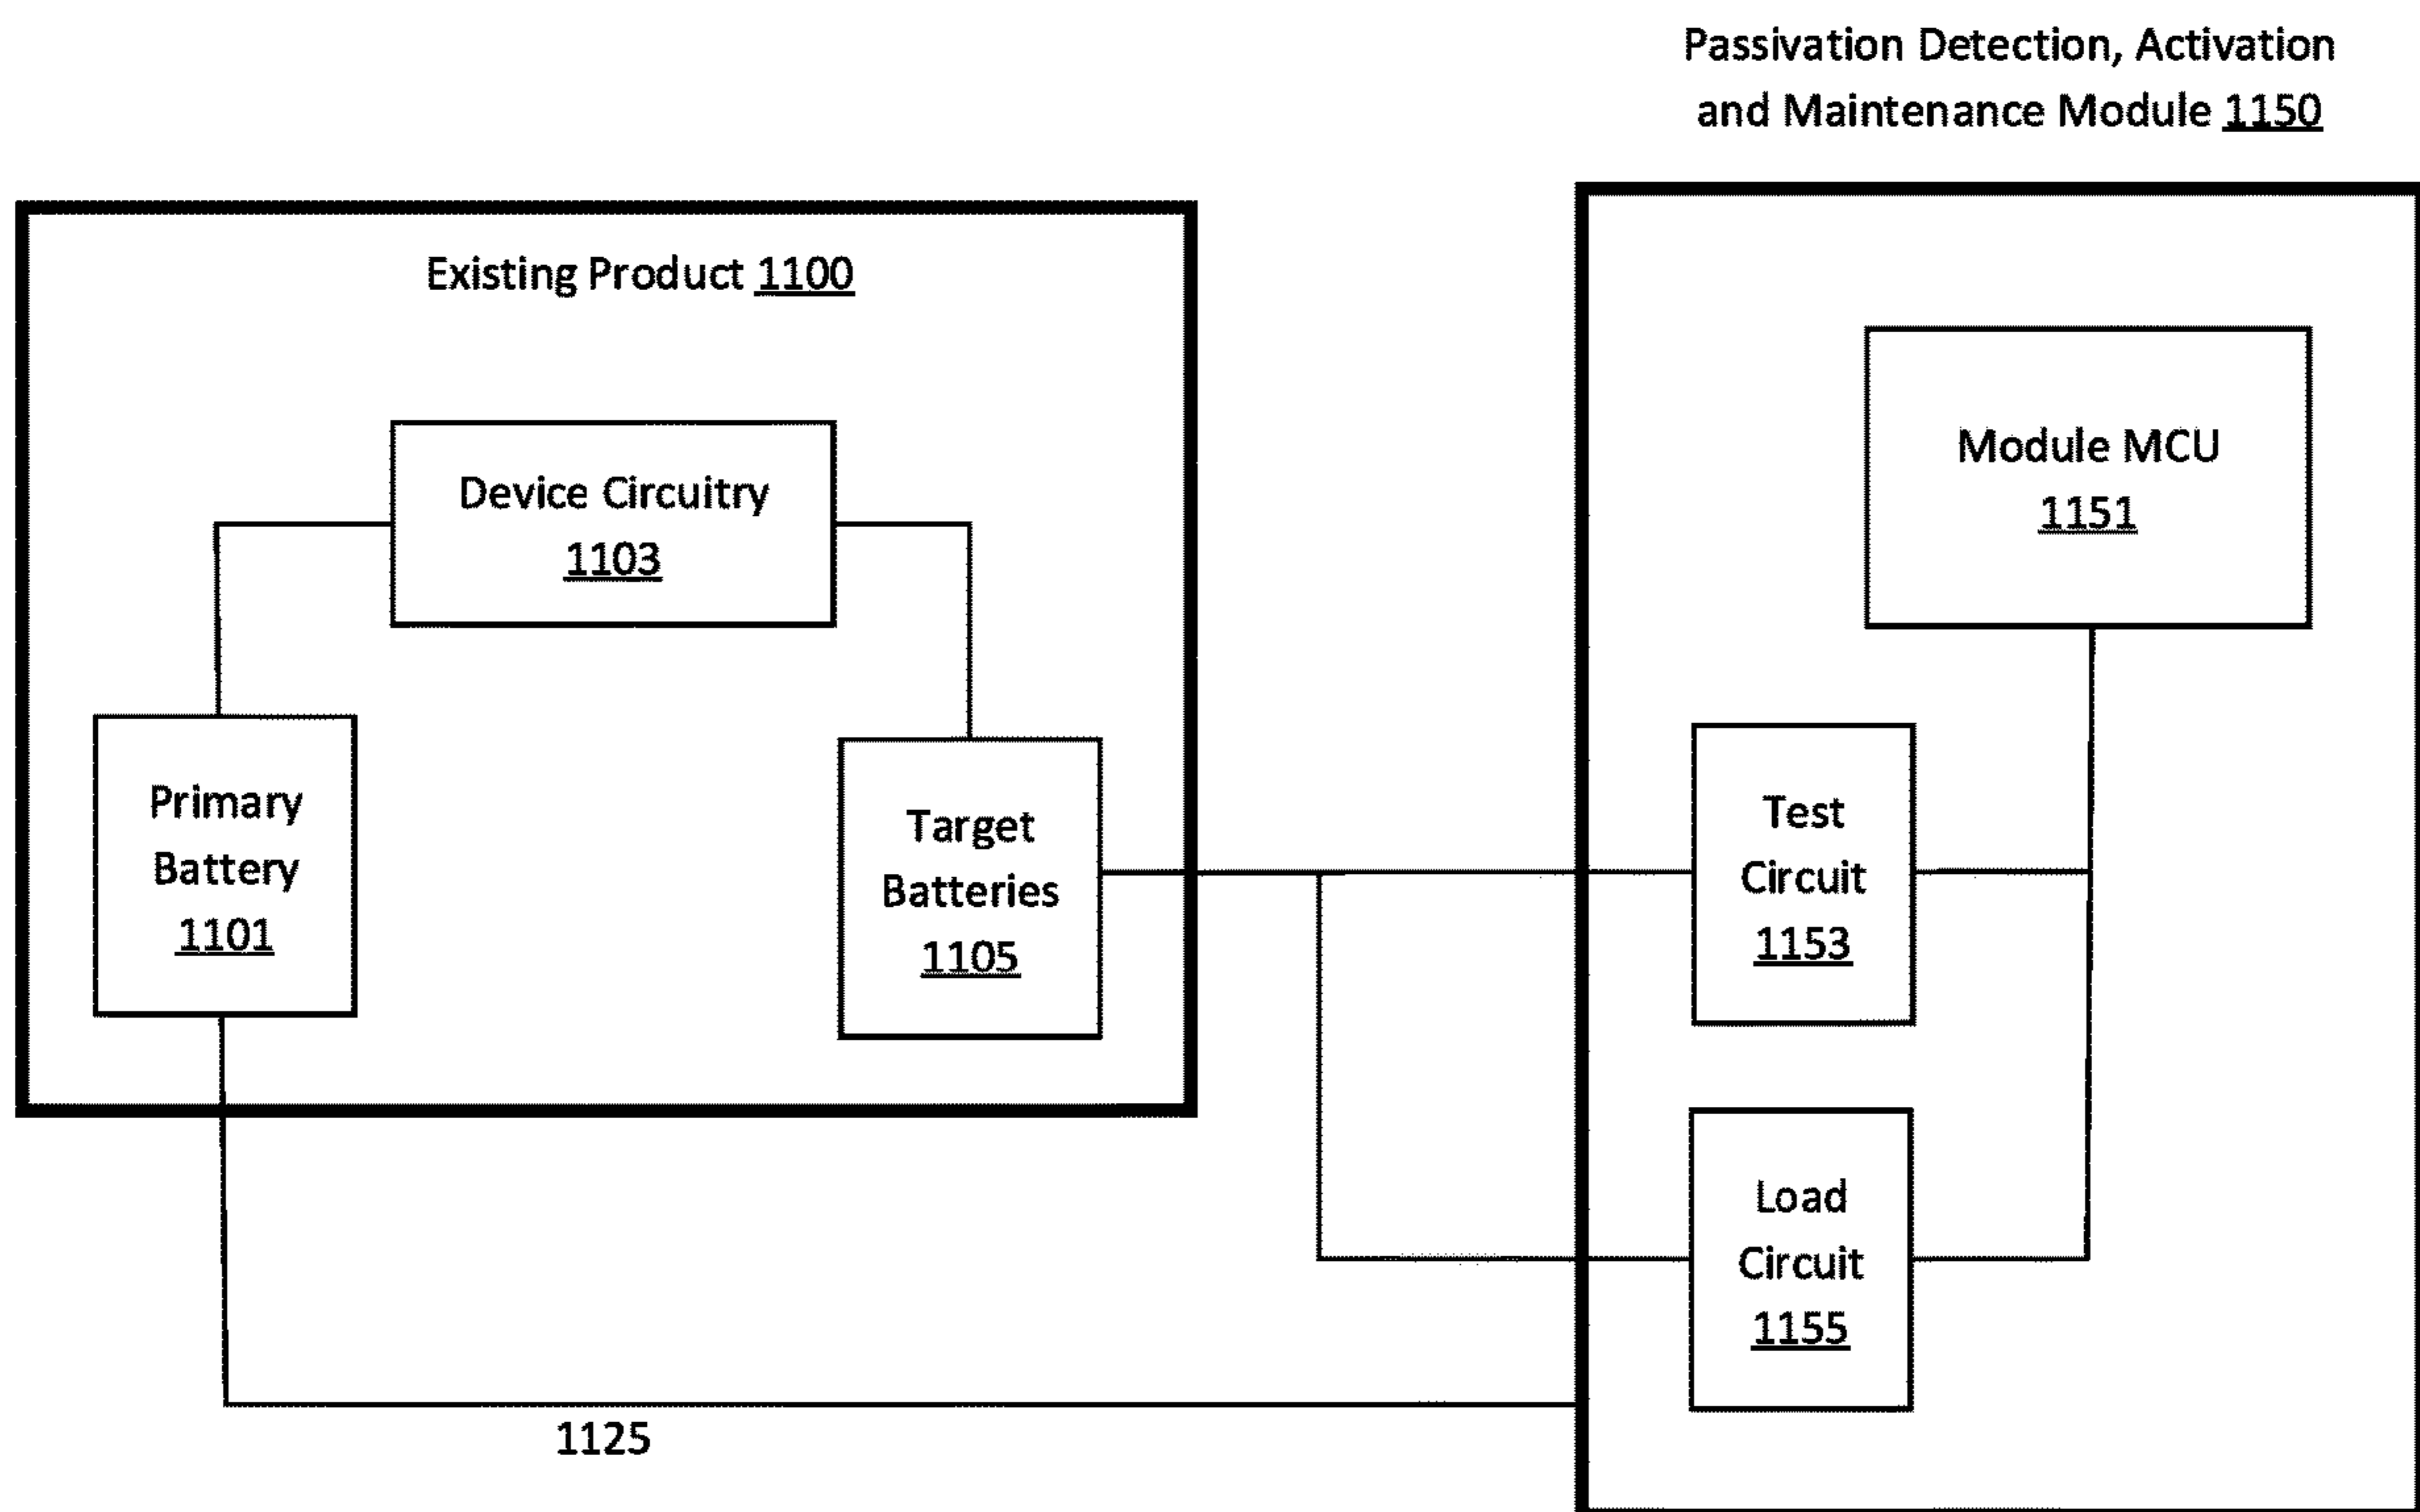 Passivation Detection, Activation
and Maintenance Module 1150
Existing Product 1100
Device Circuitry
1103
Primary
Battery
1101
Target
Batteries
1105
Module MCU
1151
Test
Circuit
1153
Load
Circuit
1155
1125